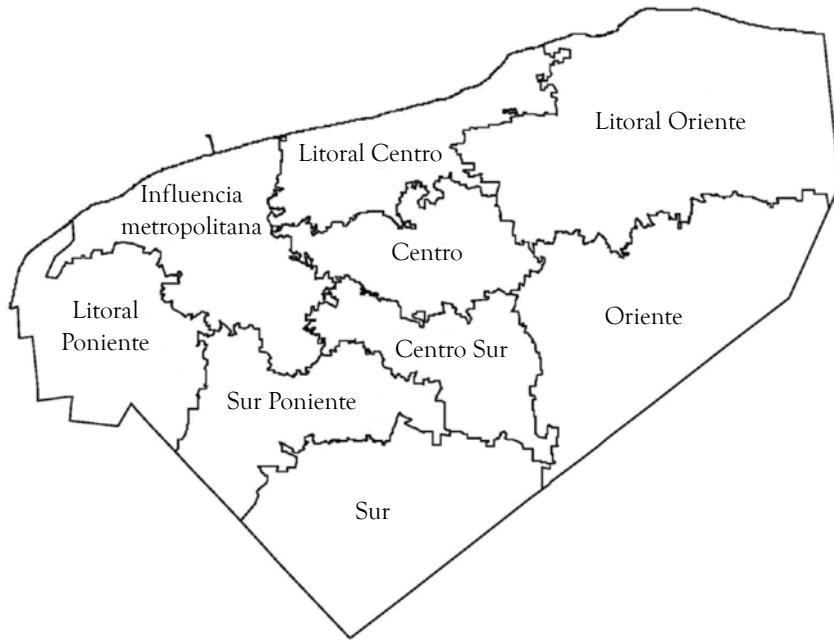 Litoral Oriente
Litoral Centro
Influencia
metropolitana
Centro
Litoral
Poniente
Oriente
Centro Sur
Sur Poniente
Sur